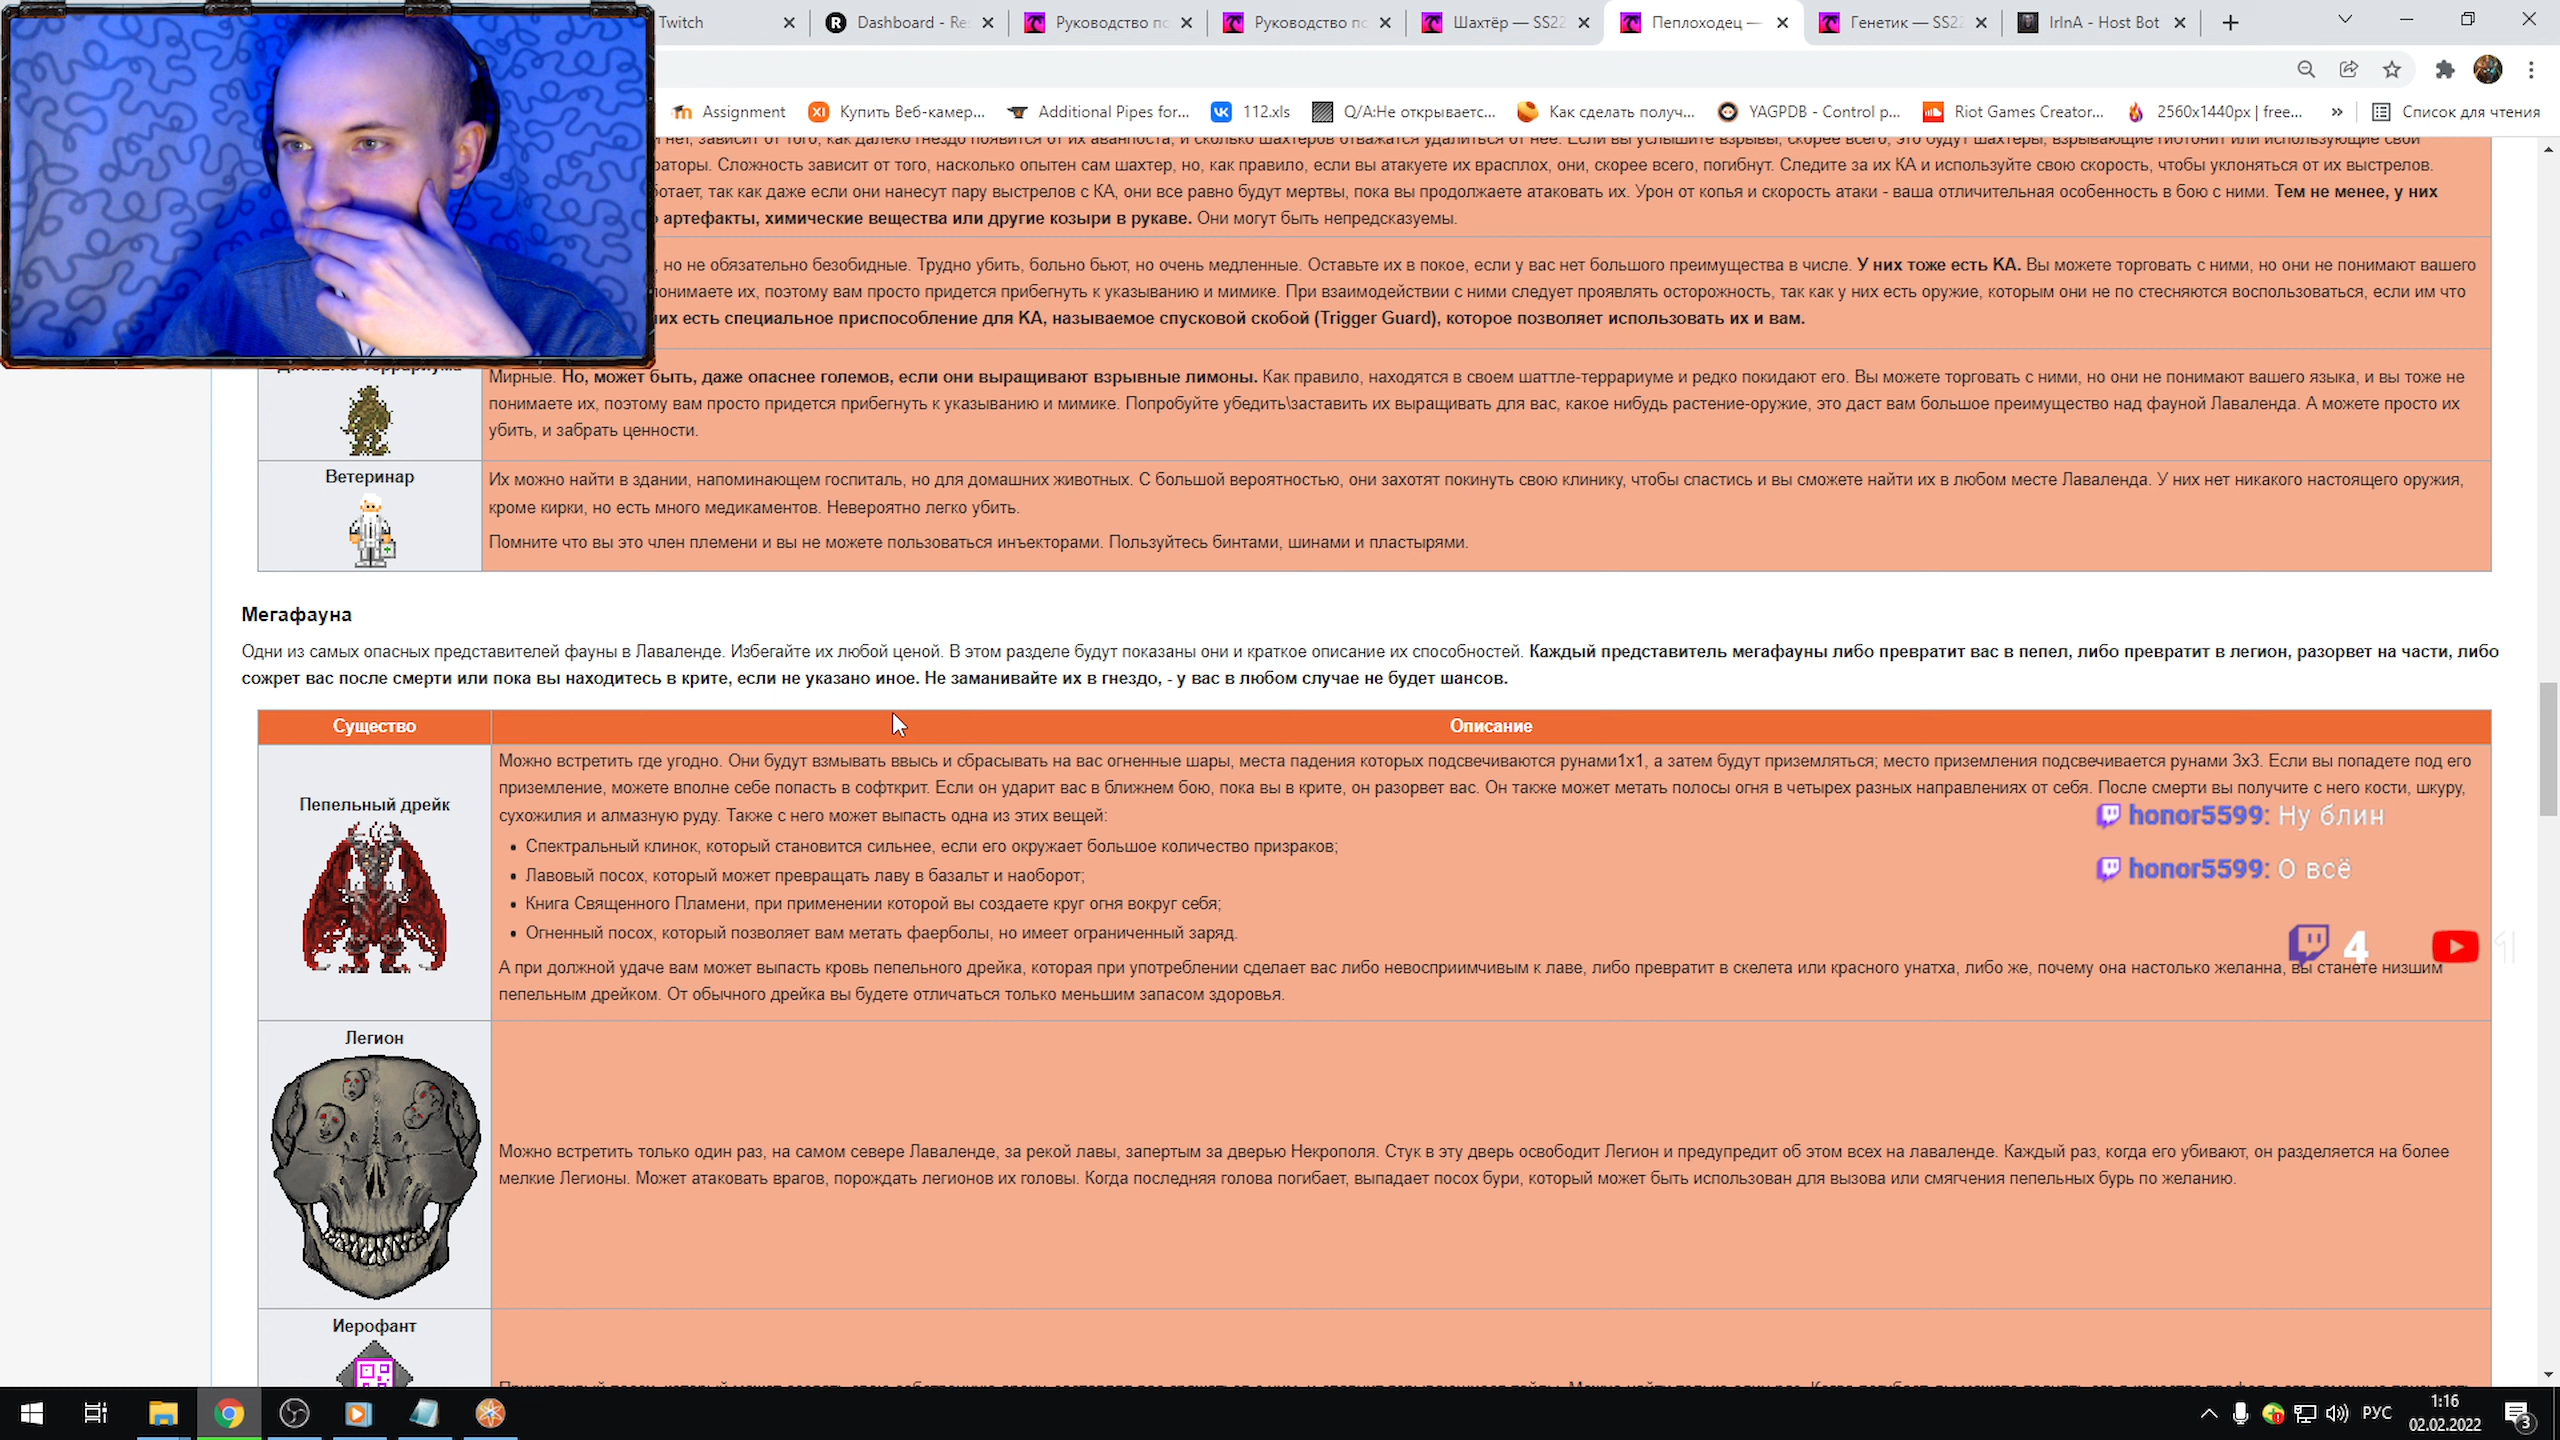 Twitch
Dashboard - Re
Руководство по
Руководство по
Шахтёр — SS22
Пеплоходец —
Генетик — SS22
IrInA - Host Bot
Assignment
Купить Веб-камер...
Additional Pipes for...
112.xls
Q/A:Не открываетс...
Как сделать получ...
YAGPDB - Control p...
Riot Games Creator...
2560x1440px | free...
»
Список для чтения
нет, зависит от того, как далеко гнездо появится от их аванпоста, и сколько шахтеров отважатся удалиться от нее. Если вы услышите взрывы, скорее всего, это будут шахтеры, взрывающие гибтонит или использующие свои
раторы. Сложность зависит от того, насколько опытен сам шахтер, но, как правило, если вы атакуете их врасплох, они, скорее всего, погибнут. Следите за их КА и используйте свою скорость, чтобы уклоняться от их выстрелов.
ботает, так как даже если они нанесут пару выстрелов с КА, они все равно будут мертвы, пока вы продолжаете атаковать их. Урон от копья и скорость атаки - ваша отличительная особенность в бою с ними. Тем не менее, у них
артефакты, химические вещества или другие козыри в рукаве. Они могут быть непредсказуемы.
, но не обязательно безобидные. Трудно убить, больно бьют, но очень медленные. Оставьте их в покое, если у вас нет большого преимущества в числе. У них тоже есть КА. Вы можете торговать с ними, но они не понимают вашего
понимаете их, поэтому вам просто придется прибегнуть к указыванию и мимике. При взаимодействии с ними следует проявлять осторожность, так как у них есть оружие, которым они не по стесняются воспользоваться, если им что
них есть специальное приспособление для КА, называемое спусковой скобой (Trigger Guard), которое позволяет использовать их и вам.
Мирные. Но, может быть, даже опаснее големов, если они выращивают взрывные лимоны. Как правило, находятся в своем шаттле-террариуме и редко покидают его. Вы можете торговать с ними, но они не понимают вашего языка, и вы тоже не
понимаете их, поэтому вам просто придется прибегнуть к указыванию и мимике. Попробуйте убедить\заставить их выращивать для вас, какое нибудь растение-оружие, это даст вам большое преимущество над фауной Лаваленда. А можете просто их
убить, и забрать ценности.
Ветеринар
Их можно найти в здании, напоминающем госпиталь, но для домашних животных. С большой вероятностью, они захотят покинуть свою клинику, чтобы спастись и вы сможете найти их в любом месте Лаваленда. У них нет никакого настоящего оружия,
кроме кирки, но есть много медикаментов. Невероятно легко убить.
Помните что вы это член племени и вы не можете пользоваться инъекторами. Пользуйтесь бинтами, шинами и пластырями.
Мегафауна
Одни из самых опасных представителей фауны в Лаваленде. Избегайте их любой ценой. В этом разделе будут показаны они и краткое описание их способностей. Каждый представитель мегафауны либо превратит вас в пепел, либо превратит в легион, разорвет на части, либо
сожрет вас после смерти или пока вы находитесь в крите, если не указано иное. Не заманивайте их в гнездо, - у вас в любом случае не будет шансов.
Существо
Описание
Пепельный дрейк
Можно встретить где угодно. Они будут взмывать ввысь и сбрасывать на вас огненные шары, места падения которых подсвечиваются рунами1x1, а затем будут приземляться; место приземления подсвечивается рунами 3x3. Если вы попадете под его
приземление, можете вполне себе попасть в софткрит. Если он ударит вас в ближнем бою, пока вы в крите, он разорвет вас. Он также может метать полосы огня в четырех разных направлениях от себя. После смерти вы получите с него кости, шкуру,
сухожилия и алмазную руду. Также с него может выпасть одна из этих вещей:
• Спектральный клинок, который становится сильнее, если его окружает большое количество призраков;
• Лавовый посох, который может превращать лаву в базальт и наоборот;
• Книга Священного Пламени, при применении которой вы создаете круг огня вокруг себя;
• Огненный посох, который позволяет вам метать фаерболы, но имеет ограниченный заряд.
А при должной удаче вам может выпасть кровь пепельного дрейка, которая при употреблении сделает вас либо невосприимчивым к лаве, либо превратит в скелета или красного унатха, либо же, почему она настолько желанна, вы станете низшим
пепельным дрейком. От обычного дрейка вы будете отличаться только меньшим запасом здоровья.
honor5599: Ну блин
honor5599: О всё
4
1
Легион
Можно встретить только один раз, на самом севере Лаваленде, за рекой лавы, запертым за дверью Некрополя. Стук в эту дверь освободит Легион и предупредит об этом всех на лаваленде. Каждый раз, когда его убивают, он разделяется на более
мелкие Легионы. Может атаковать врагов, порождать легионов их головы. Когда последняя голова погибает, выпадает посох бури, который может быть использован для вызова или смягчения пепельных бурь по желанию.
Иерофант
РУС
1:16
02.02.2022
3